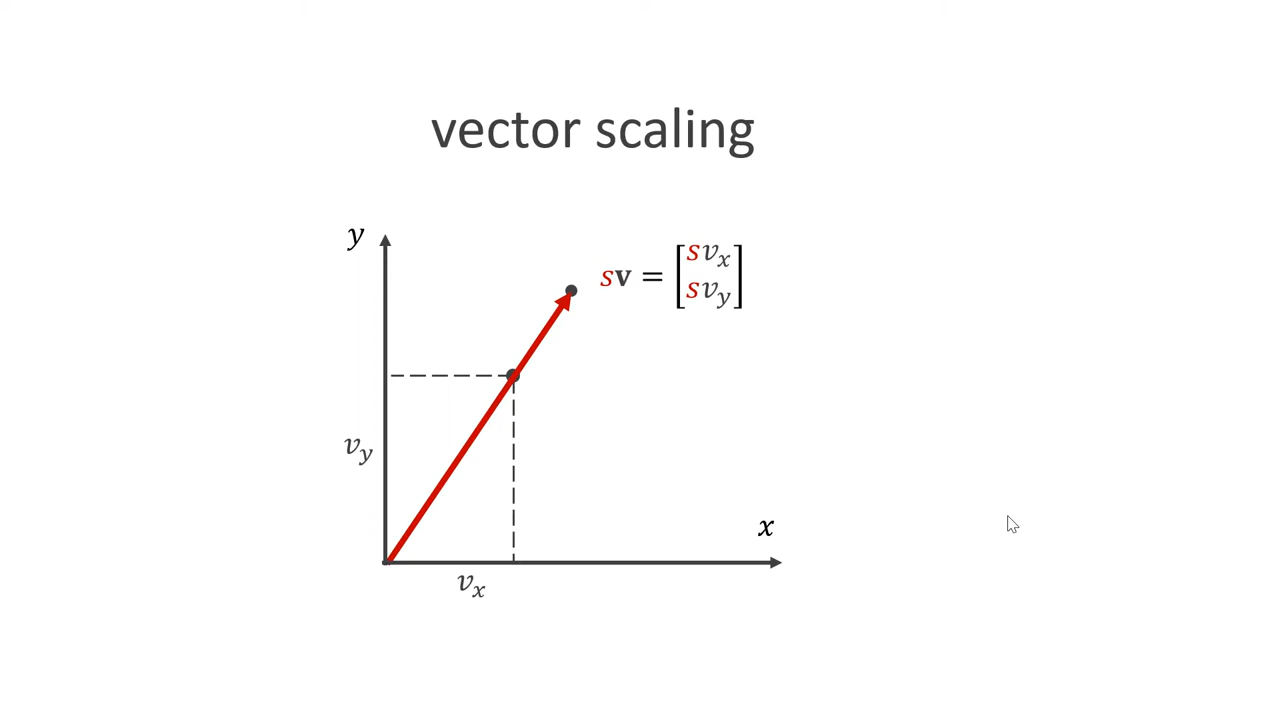 vector scaling
y
s𝐯 = [sv_x
sv_y]
v_y
x
v_x